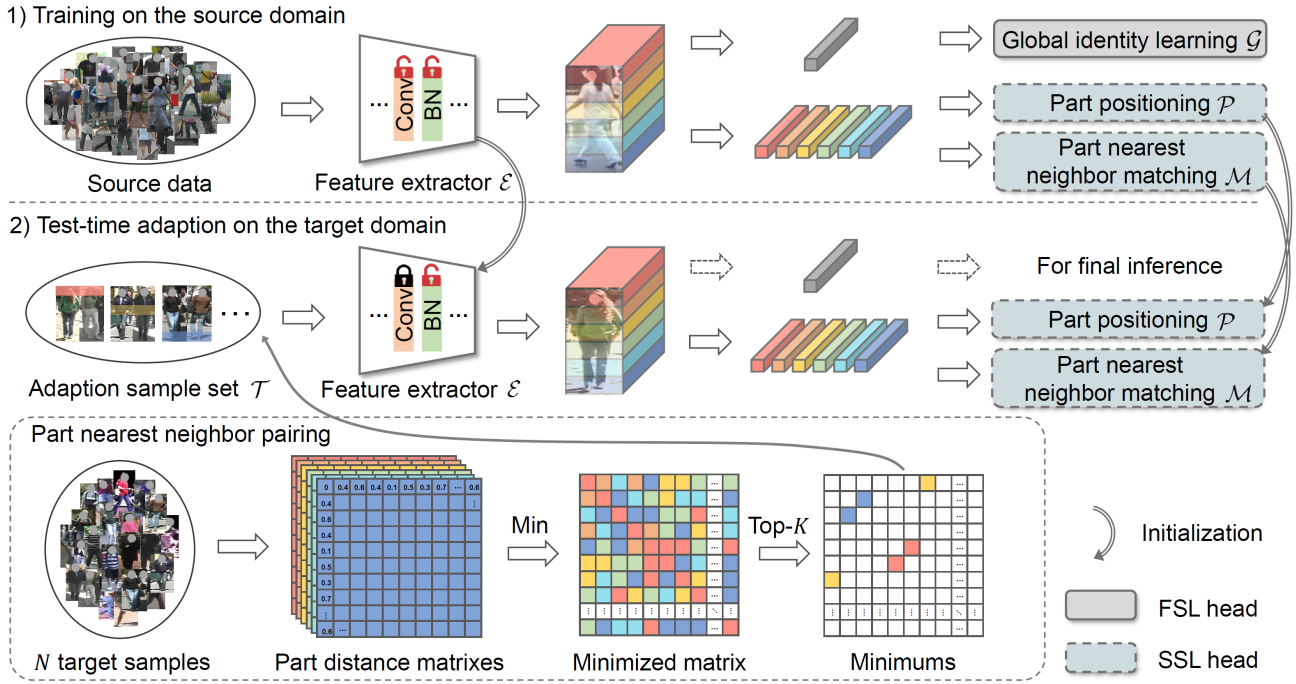 1) Training on the source domain
Source data
... Conv BN ...
Feature extractor ℰ
Global identity learning 𝒢
Part positioning 𝒫
Part nearest
neighbor matching ℳ
2) Test-time adaption on the target domain
...
Adaption sample set 𝒯
... Conv BN ...
Feature extractor ℰ
For final inference
Part positioning 𝒫
Part nearest
neighbor matching ℳ
Part nearest neighbor pairing
N target samples
0 0.4 0.6 0.4 0.1 0.5 0.3 0.7 ... 0.6
0.4 ⋮
0.6
0.4
0.1
0.5
0.3
0.7
⋮
0.6 ...
Part distance matrixes
Min
Minimized matrix
Top-K
Minimums
Initialization
FSL head
SSL head